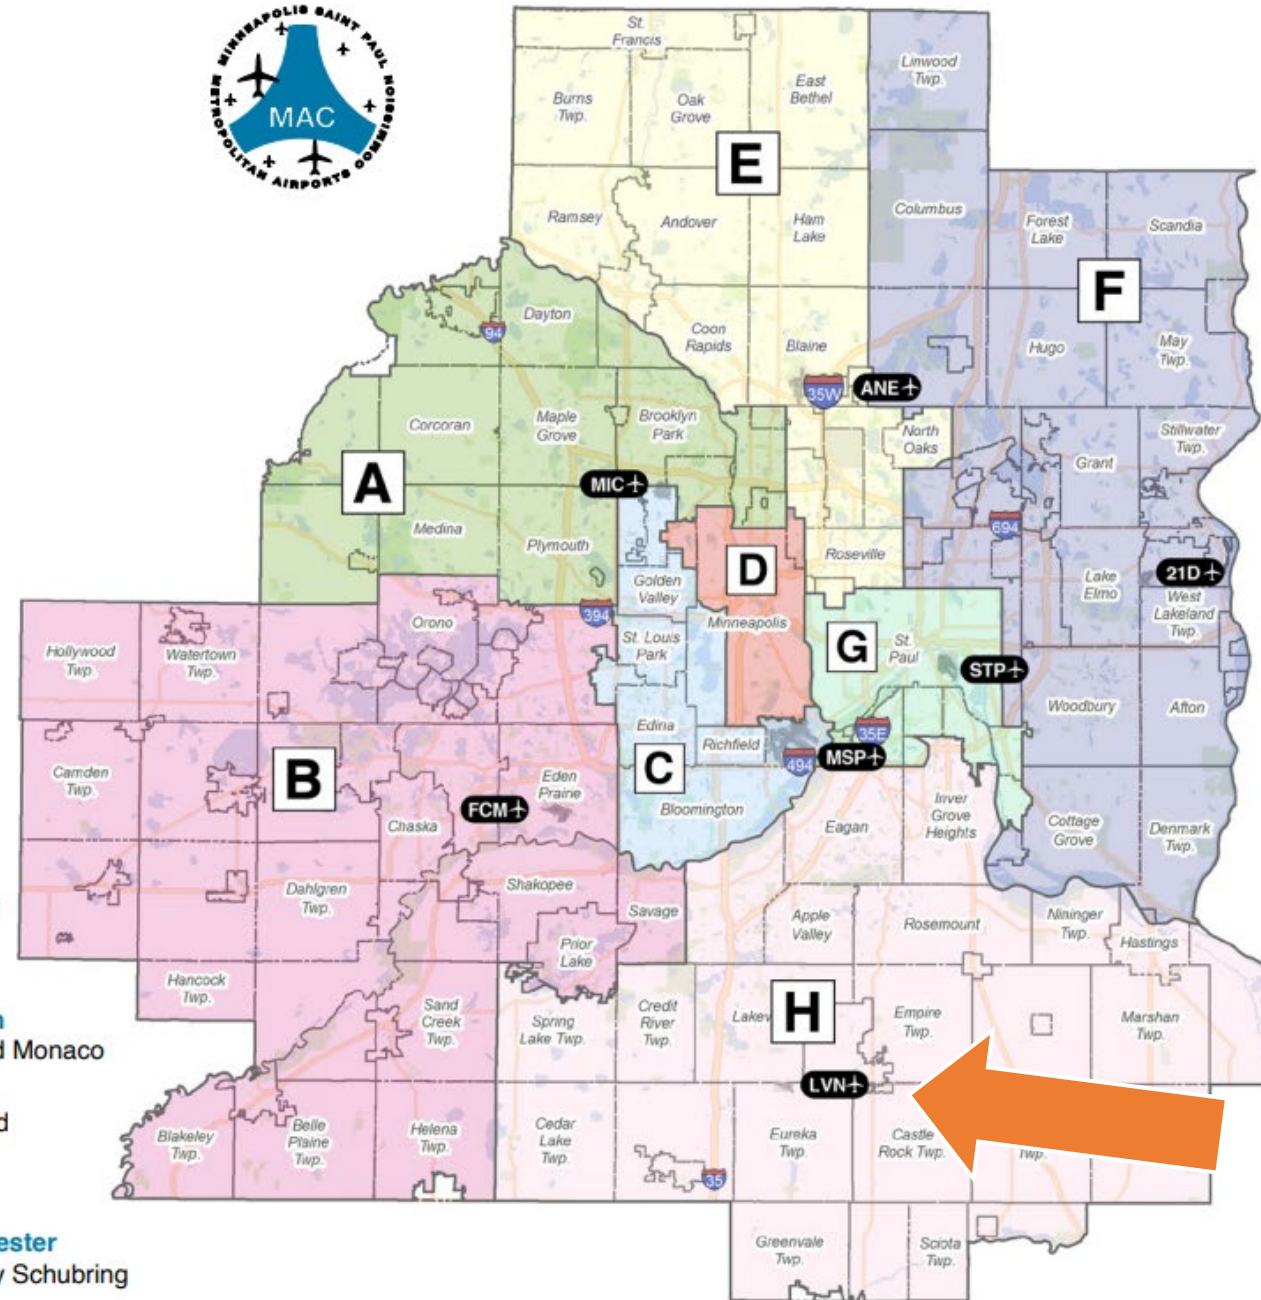 METROPOLITAN AIRPORTS COMMISSION
MINNEAPOLIS SAINT PAUL
MAC
St.
Francis
Burns
Twp.
Oak
Grove
East
Bethel
Linwood
Twp.
E
Ramsey
Andover
Ham
Lake
Columbus
Forest
Lake
Scandia
F
Dayton
94
Coon
Rapids
Blaine
Hugo
May
Twp.
35W
ANE
Corcoran
Maple
Grove
Brooklyn
Park
North
Oaks
Stillwater
Twp.
Grant
A
MIC
Medina
Plymouth
694
Roseville
D
21D
Golden
Valley
Lake
Elmo
West
Lakeland
Twp.
394
Orono
Minneapolis
Hollywood
Twp.
Watertown
Twp.
St. Louis
Park
G
St.
Paul
STP
Woodbury
Afton
Edina
Richfield
35E
494
MSP
Camden
Twp.
B
Eden
Praine
C
FCM
Bloomington
Chaska
Eagan
Inver
Grove
Heights
Cottage
Grove
Denmark
Twp.
Dahlgren
Twp.
Shakopee
Savage
Apple
Valley
Rosemount
Nininger
Twp.
Hastings
Prior
Lake
Hancock
Twp.
Sand
Creek
Twp.
Spring
Lake Twp.
Credit
River
Twp.
Lakev
H
Empire
Twp.
Marshan
Twp.
Monaco
LVN
Blakeley
Twp.
Belle
Plaine
Twp.
Helena
Twp.
Cedar
Lake
Twp.
Eureka
Twp.
Castle
Rock Twp.
Twp.
35
ester
y Schubring
Greenvale
Twp.
Sciota
Twp.